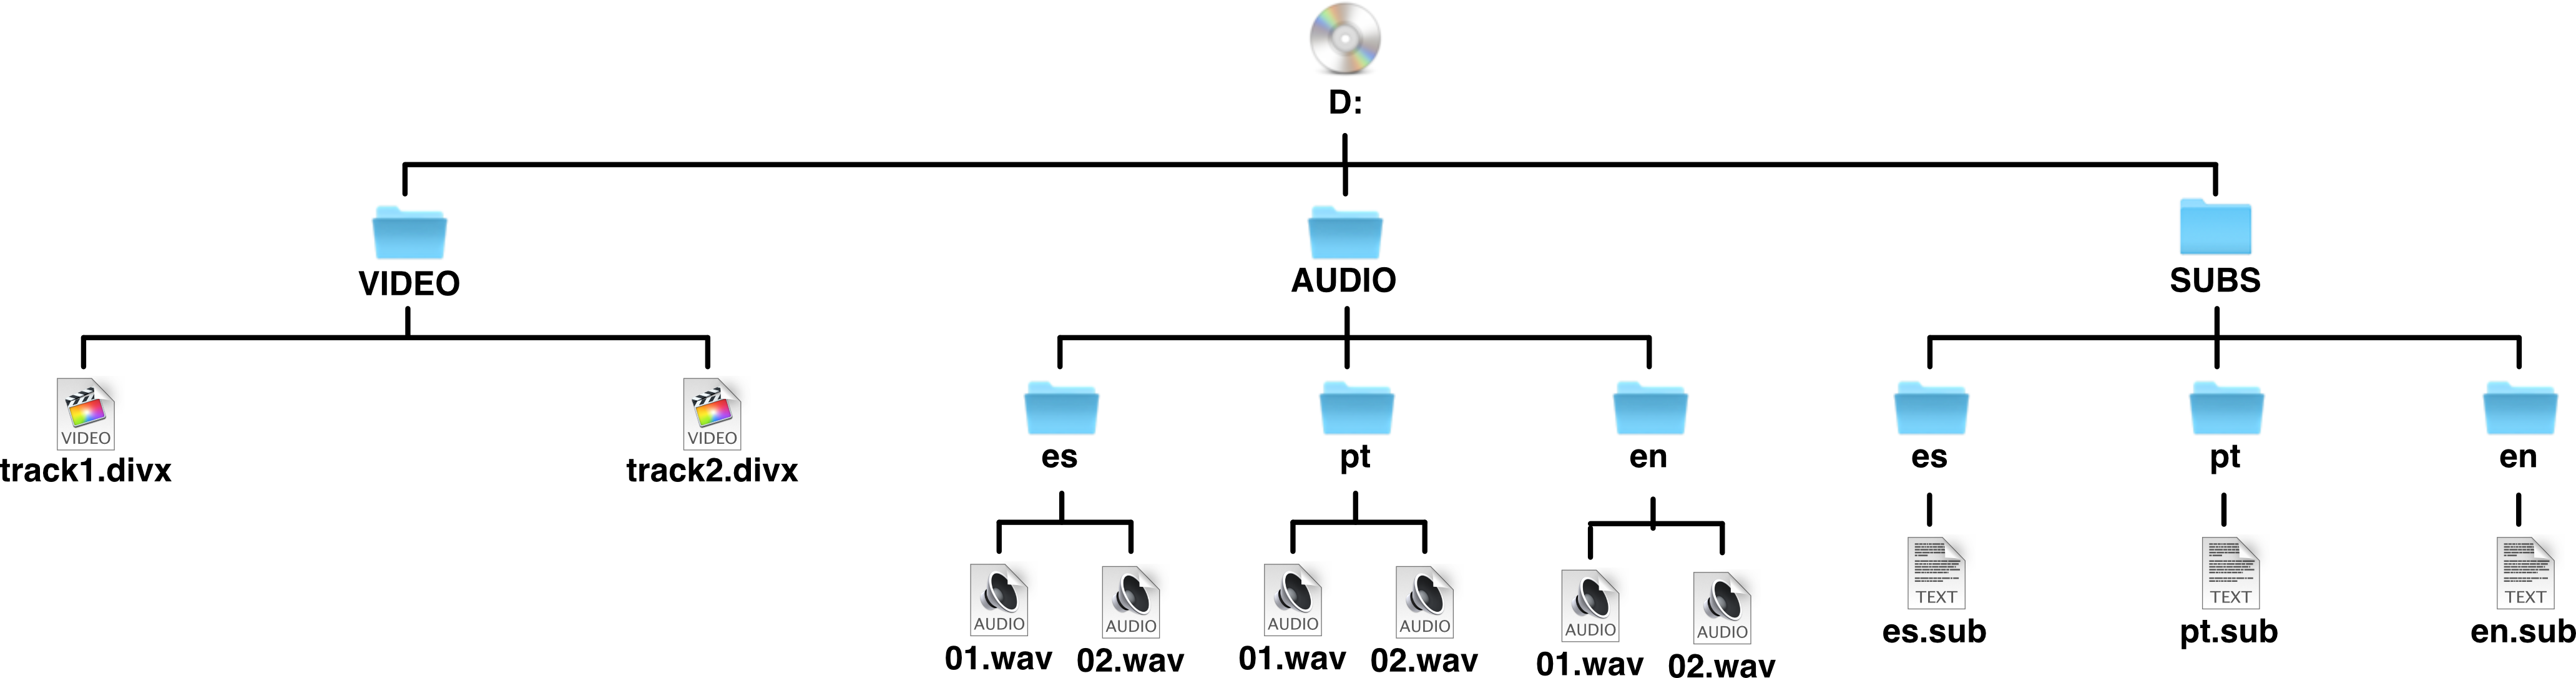 D:
VIDEO
AUDIO
SUBS
VIDEO
track1.divx
VIDEO
track2.divx
es
pt
en
es
pt
en
AUDIO
01.wav
AUDIO
02.wav
AUDIO
01.wav
AUDIO
02.wav
AUDIO
01.wav
AUDIO
02.wav
TEXT
es.sub
TEXT
pt.sub
TEXT
en.sub